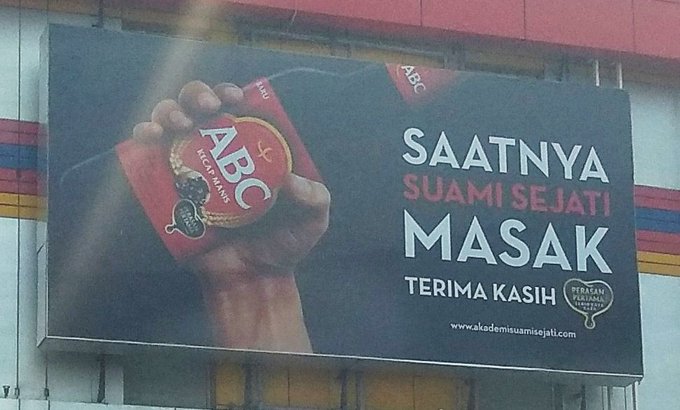 ABC
KECAP MANIS
ABC
SAATNYA
SUAMI SEJATI
MASAK
TERIMA KASIH
PERASAN
PERTAMA
www.akademisuamisejati.com